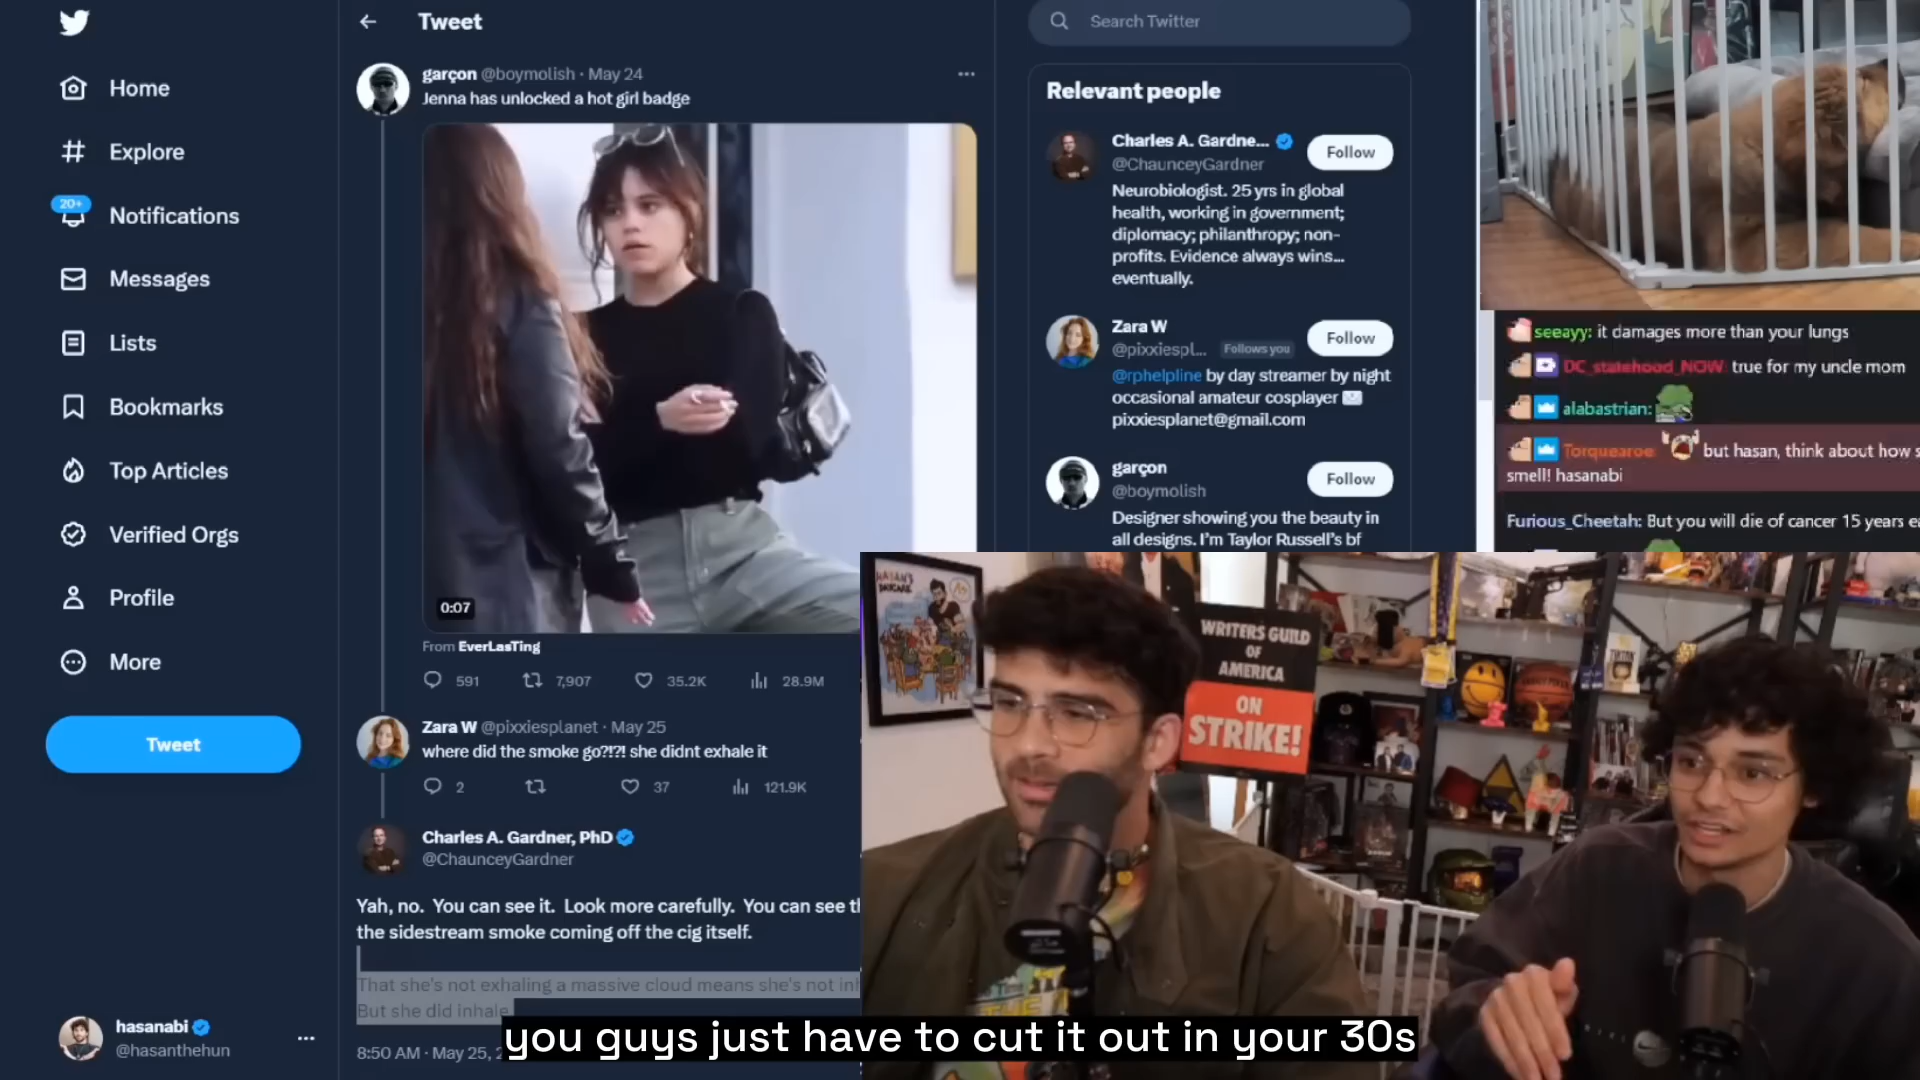 Tweet
Search Twitter
Home
Explore
20+
Notifications
Messages
Lists
Bookmarks
Top Articles
Verified Orgs
Profile
More
Tweet
hasanabi
@hasanthehun
garçon @boymolish · May 24
Jenna has unlocked a hot girl badge
0:07
From EverLasTing
591 7,907 35.2K 28.9M
Zara W @pixxiesplanet · May 25
where did the smoke go?!?! she didnt exhale it
2 37 121.9K
Charles A. Gardner, PhD
@ChaunceyGardner
Yah, no. You can see it. Look more carefully. You can see th
the sidestream smoke coming off the cig itself.
That she's not exhaling a massive cloud means she's not inh
But she did inhale.
8:50 AM · May 25, 2
Relevant people
Charles A. Gardne...
@ChaunceyGardner
Follow
Neurobiologist. 25 yrs in global
health, working in government;
diplomacy; philanthropy; non-
profits. Evidence always wins...
eventually.
Zara W
@pixxiespl... Follows you
Follow
@rphelpline by day streamer by night
occasional amateur cosplayer
pixxiesplanet@gmail.com
garçon
@boymolish
Follow
Designer showing you the beauty in
all designs. I'm Taylor Russell's bf
seeayy: it damages more than your lungs
DC_statehood_NOW: true for my uncle mom
alabastrian:
Torquearoe: but hasan, think about how s
smell! hasanabi
Furious_Cheetah: But you will die of cancer 15 years ea
HASAN'S
WRITERS GUILD
OF
AMERICA
ON
STRIKE!
you guys just have to cut it out in your 30s